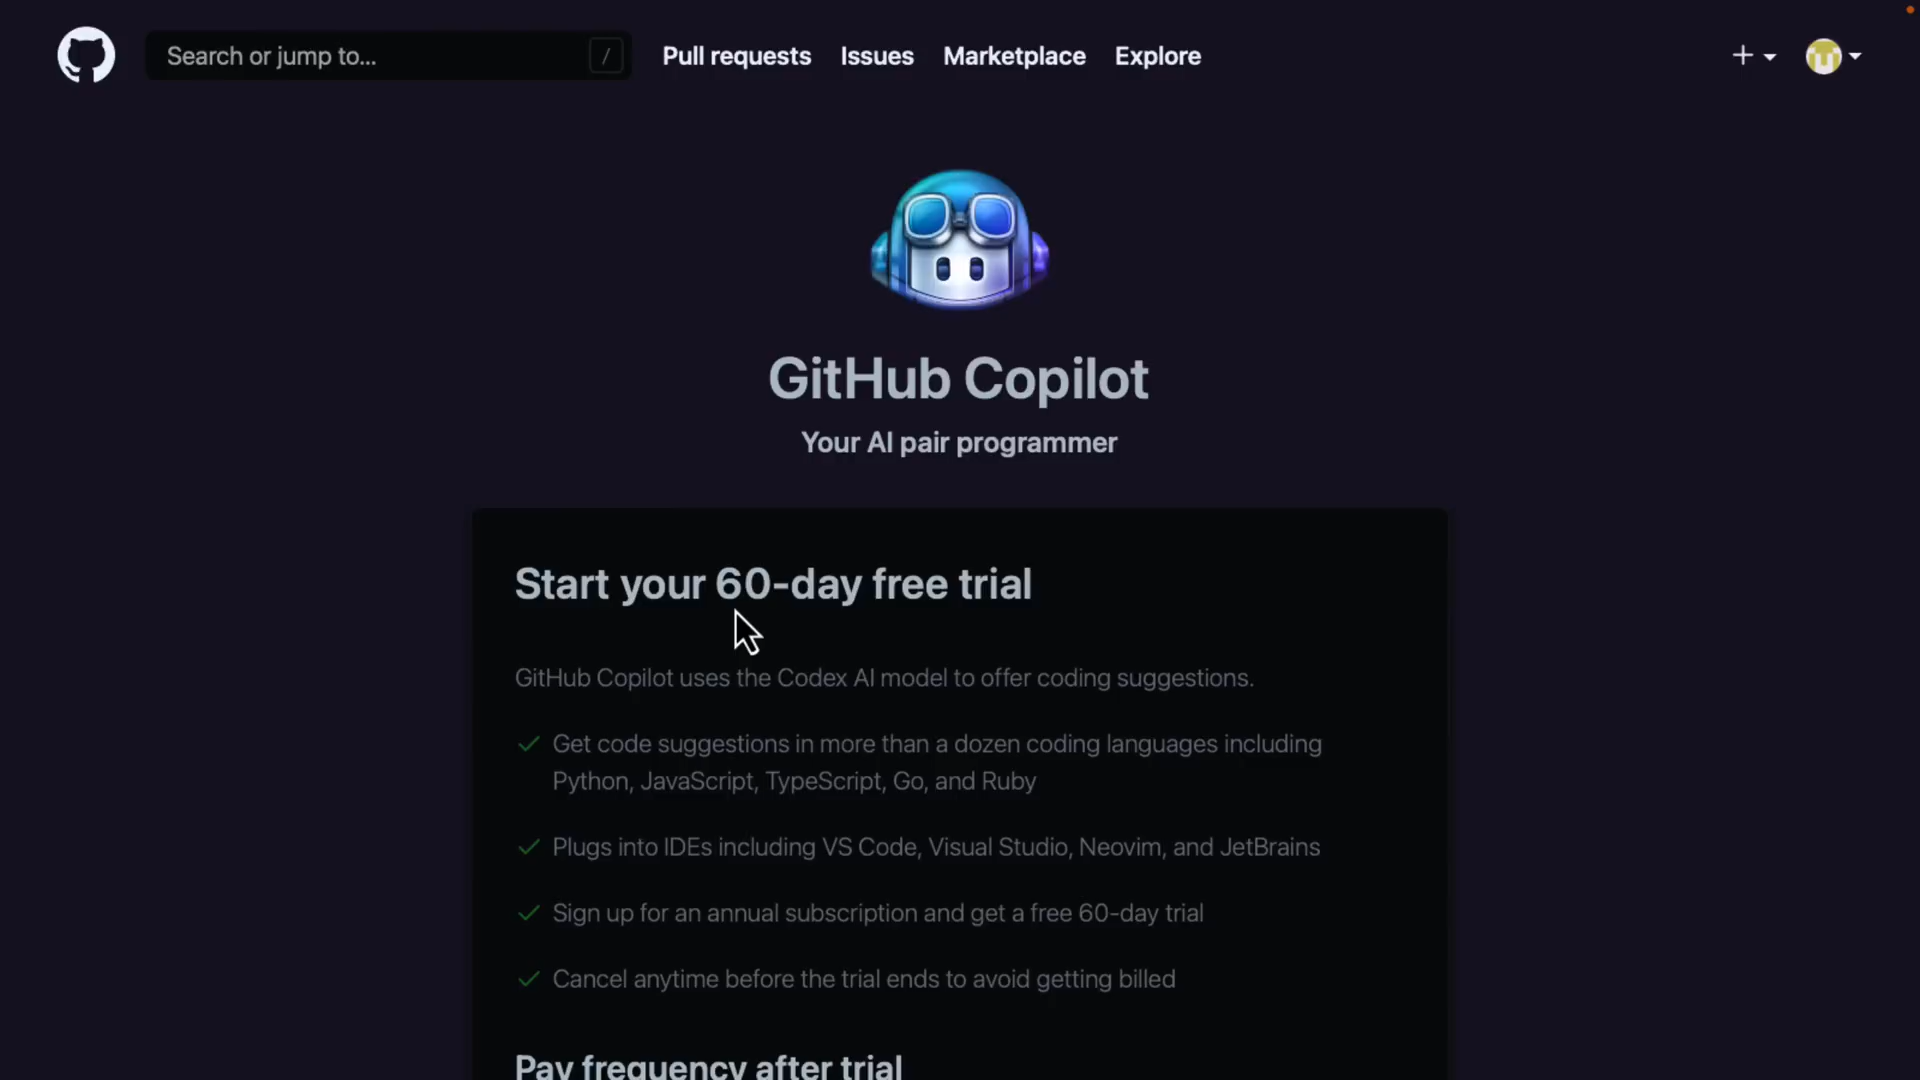 Search or jump to... /
Pull requests Issues Marketplace Explore
GitHub Copilot
Your AI pair programmer
Start your 60-day free trial
GitHub Copilot uses the Codex AI model to offer coding suggestions.
Get code suggestions in more than a dozen coding languages including
Python, JavaScript, TypeScript, Go, and Ruby
Plugs into IDEs including VS Code, Visual Studio, Neovim, and JetBrains
Sign up for an annual subscription and get a free 60-day trial
Cancel anytime before the trial ends to avoid getting billed
Pay frequency after trial